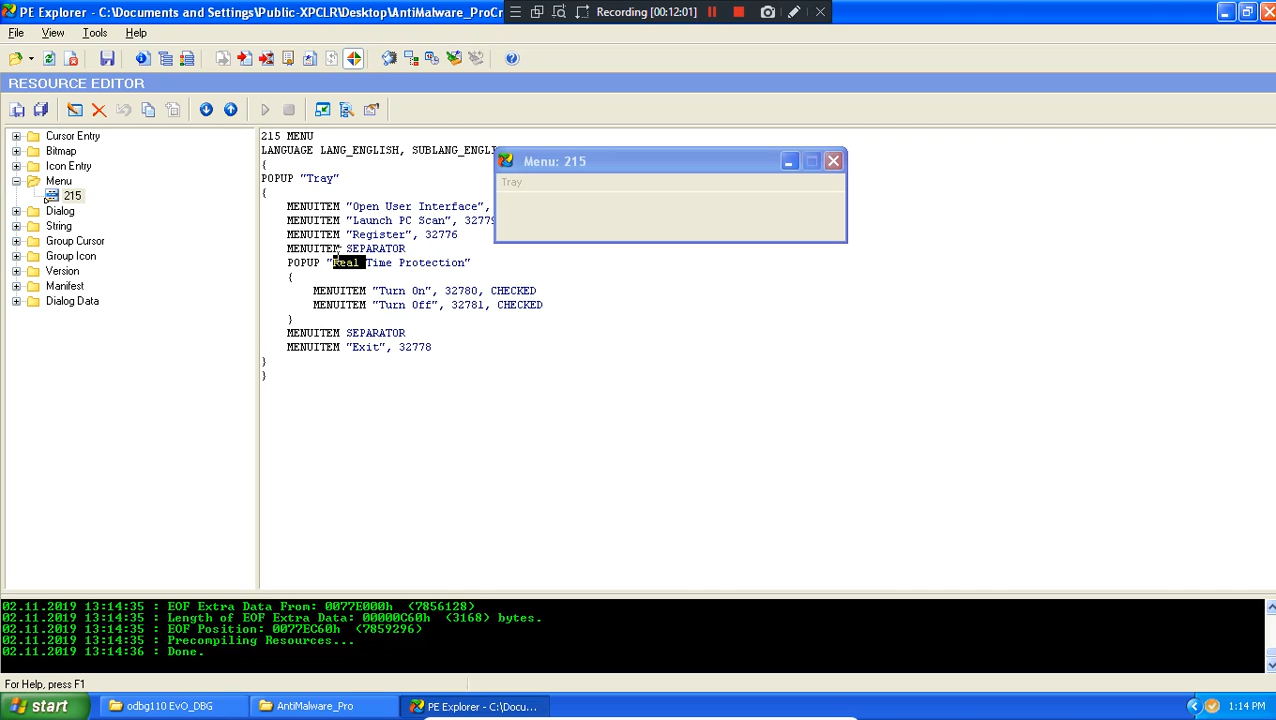 PE Explorer - C:\Documents and Settings\Public-XPCLR\Desktop\AntiMalware_ProCr
Recording [00:12:01]
File View Tools Help
RESOURCE EDITOR
Cursor Entry
Bitmap
Icon Entry
Menu
215
Dialog
String
Group Cursor
Group Icon
Version
Manifest
Dialog Data
215 MENU
LANGUAGE LANG_ENGLISH, SUBLANG_ENGLI
{
POPUP "Tray"
{
MENUITEM "Open User Interface",
MENUITEM "Launch PC Scan", 32779
MENUITEM "Register", 32776
MENUITEM SEPARATOR
POPUP "Real Time Protection"
{
MENUITEM "Turn On", 32780, CHECKED
MENUITEM "Turn Off", 32781, CHECKED
}
MENUITEM SEPARATOR
MENUITEM "Exit", 32778
}
}
Menu: 215
Tray
02.11.2019 13:14:35 : EOF Extra Data From: 0077E000h (7856128)
02.11.2019 13:14:35 : Length of EOF Extra Data: 00000C60h (3168) bytes.
02.11.2019 13:14:35 : EOF Position: 0077EC60h (7859296)
02.11.2019 13:14:35 : Precompiling Resources...
02.11.2019 13:14:36 : Done.
For Help, press F1
start
odbg110 EvO_DBG
AntiMalware_Pro
PE Explorer - C:\Docu...
1:14 PM